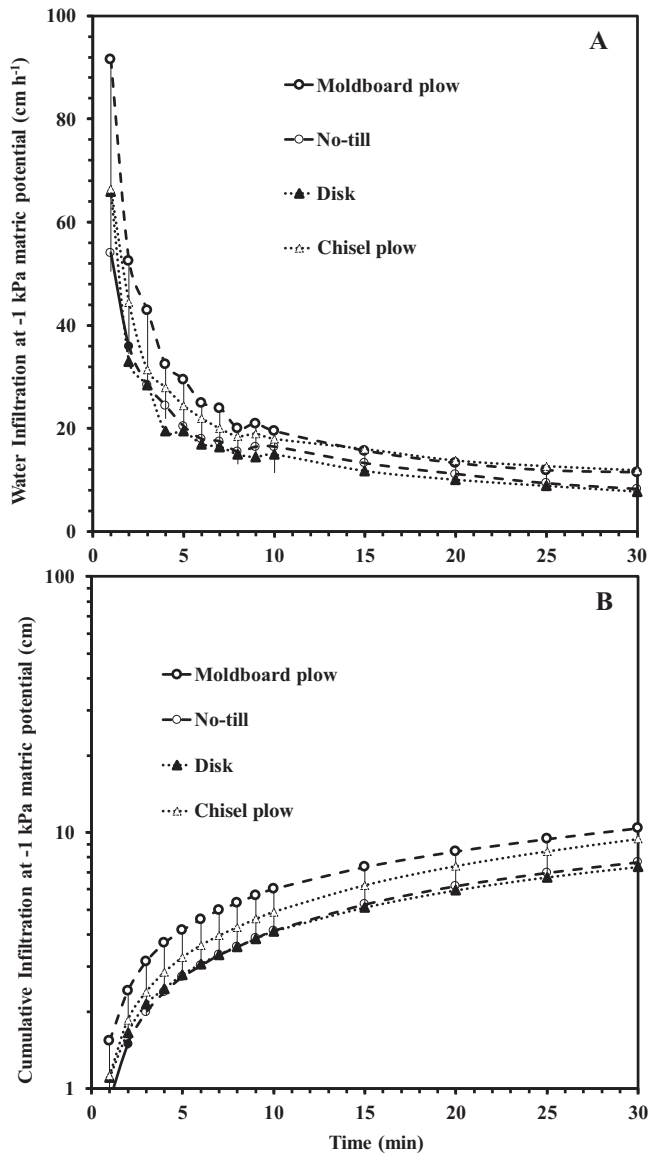 100
80
60
40
20
0
Water Infiltration at -1 kPa matric potential (cm h⁻¹)
A
Moldboard plow
No-till
Disk
Chisel plow
0 5 10 15 20 25 30
100
10
1
Cumulative Infiltration at -1 kPa matric potential (cm)
B
Moldboard plow
No-till
Disk
Chisel plow
0 5 10 15 20 25 30
Time (min)